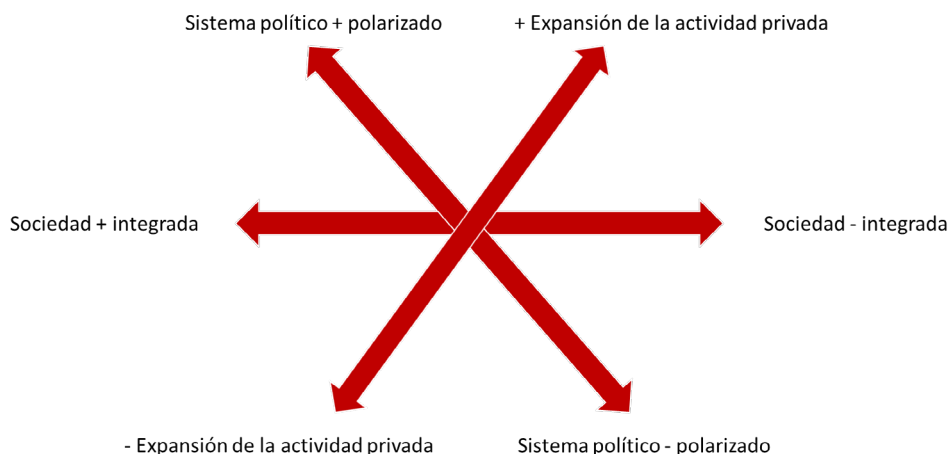 Sistema político + polarizado
+ Expansión de la actividad privada
Sociedad + integrada
Sociedad - integrada
- Expansión de la actividad privada
Sistema político - polarizado